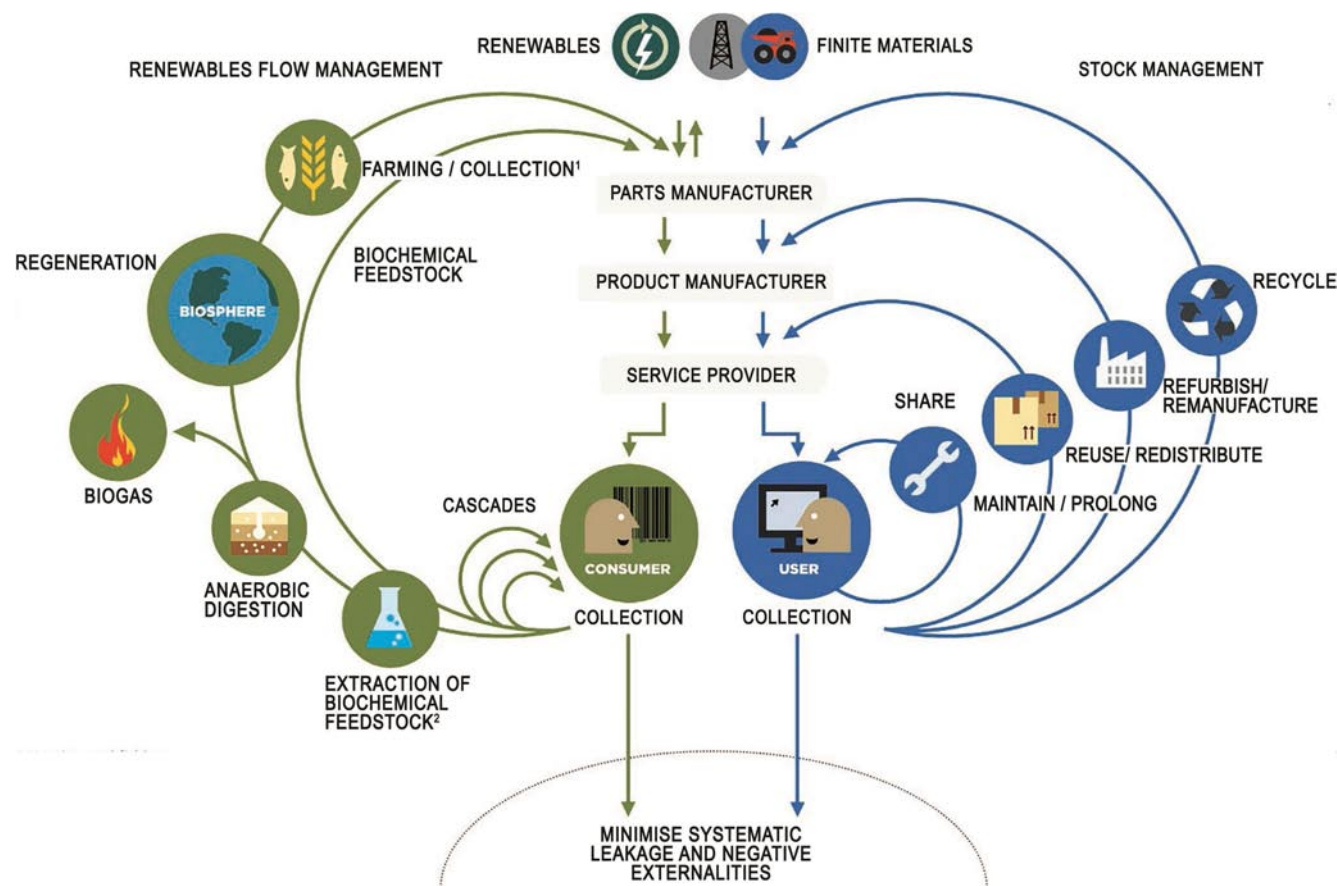 RENEWABLES
FINITE MATERIALS
RENEWABLES FLOW MANAGEMENT
STOCK MANAGEMENT
FARMING / COLLECTION¹
PARTS MANUFACTURER
REGENERATION
BIOCHEMICAL
FEEDSTOCK
PRODUCT MANUFACTURER
RECYCLE
BIOSPHERE
SERVICE PROVIDER
REFURBISH/
REMANUFACTURE
SHARE
REUSE/ REDISTRIBUTE
BIOGAS
CASCADES
MAINTAIN / PROLONG
CONSUMER
USER
ANAEROBIC
DIGESTION
COLLECTION
COLLECTION
EXTRACTION OF
BIOCHEMICAL
FEEDSTOCK²
MINIMISE SYSTEMATIC
LEAKAGE AND NEGATIVE
EXTERNALITIES